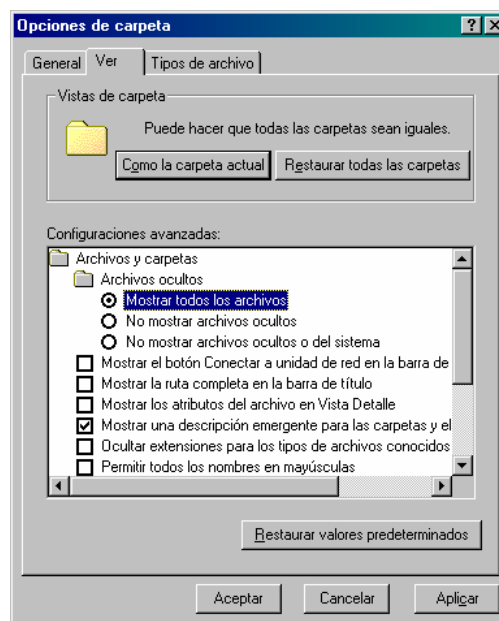 Opciones de carpeta
General Ver Tipos de archivo
Vistas de carpeta
Puede hacer que todas las carpetas sean iguales.
Como la carpeta actual Restaurar todas las carpetas
Configuraciones avanzadas:
Archivos y carpetas
Archivos ocultos
Mostrar todos los archivos
No mostrar archivos ocultos
No mostrar archivos ocultos o del sistema
Mostrar el botón Conectar a unidad de red en la barra de
Mostrar la ruta completa en la barra de título
Mostrar los atributos del archivo en Vista Detalle
Mostrar una descripción emergente para las carpetas y el
Ocultar extensiones para los tipos de archivos conocidos
Permitir todos los nombres en mayúsculas
Restaurar valores predeterminados
Aceptar Cancelar Aplicar